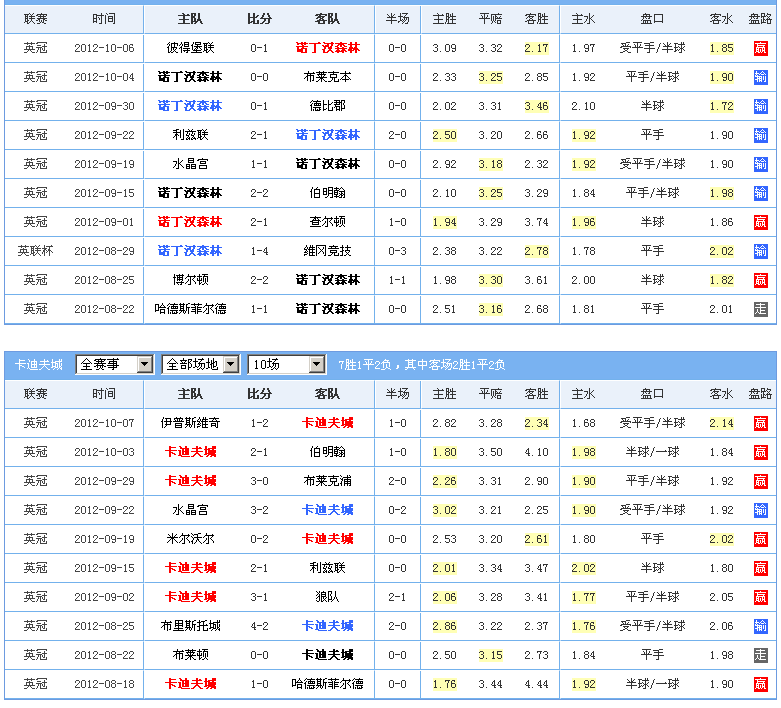 联赛 时间 主队 比分 客队 半场 主胜 平赔 客胜 主水 盘口 客水 盘路
英冠 2012-10-06 彼得堡联 0-1 诺丁汉森林 0-0 3.09 3.32 2.17 1.97 受平手/半球 1.85 赢
英冠 2012-10-04 诺丁汉森林 0-0 布莱克本 0-0 2.33 3.25 2.85 1.92 平手/半球 1.90 输
英冠 2012-09-30 诺丁汉森林 0-1 德比郡 0-0 2.02 3.31 3.46 2.10 半球 1.72 输
英冠 2012-09-22 利兹联 2-1 诺丁汉森林 2-0 2.50 3.20 2.66 1.92 平手 1.90 输
英冠 2012-09-19 水晶宫 1-1 诺丁汉森林 0-0 2.92 3.18 2.32 1.92 受平手/半球 1.90 输
英冠 2012-09-15 诺丁汉森林 2-2 伯明翰 0-0 2.10 3.25 3.29 1.84 平手/半球 1.98 输
英冠 2012-09-01 诺丁汉森林 2-1 查尔顿 1-0 1.94 3.29 3.74 1.96 半球 1.86 赢
英联杯 2012-08-29 诺丁汉森林 1-4 维冈竞技 0-3 2.38 3.22 2.78 1.78 平手 2.02 输
英冠 2012-08-25 博尔顿 2-2 诺丁汉森林 1-1 1.98 3.30 3.61 2.00 半球 1.82 赢
英冠 2012-08-22 哈德斯菲尔德 1-1 诺丁汉森林 0-0 2.51 3.16 2.68 1.81 平手 2.01 走
卡迪夫城 全赛事 全部场地 10场 7胜1平2负，其中客场2胜1平2负
联赛 时间 主队 比分 客队 半场 主胜 平赔 客胜 主水 盘口 客水 盘路
英冠 2012-10-07 伊普斯维奇 1-2 卡迪夫城 1-0 2.82 3.28 2.34 1.68 受平手/半球 2.14 赢
英冠 2012-10-03 卡迪夫城 2-1 伯明翰 1-0 1.80 3.50 4.10 1.98 半球/一球 1.84 赢
英冠 2012-09-29 卡迪夫城 3-0 布莱克浦 2-0 2.26 3.31 2.90 1.90 平手/半球 1.92 赢
英冠 2012-09-22 水晶宫 3-2 卡迪夫城 0-2 3.02 3.21 2.25 1.90 受平手/半球 1.92 输
英冠 2012-09-19 米尔沃尔 0-2 卡迪夫城 0-0 2.53 3.20 2.61 1.80 平手 2.02 赢
英冠 2012-09-15 卡迪夫城 2-1 利兹联 0-0 2.01 3.34 3.47 2.02 半球 1.80 赢
英冠 2012-09-02 卡迪夫城 3-1 狼队 2-1 2.06 3.28 3.41 1.77 平手/半球 2.05 赢
英冠 2012-08-25 布里斯托城 4-2 卡迪夫城 2-0 2.86 3.22 2.37 1.76 受平手/半球 2.06 输
英冠 2012-08-22 布莱顿 0-0 卡迪夫城 0-0 2.50 3.15 2.73 1.84 平手 1.98 走
英冠 2012-08-18 卡迪夫城 1-0 哈德斯菲尔德 0-0 1.76 3.44 4.44 1.92 半球/一球 1.90 赢